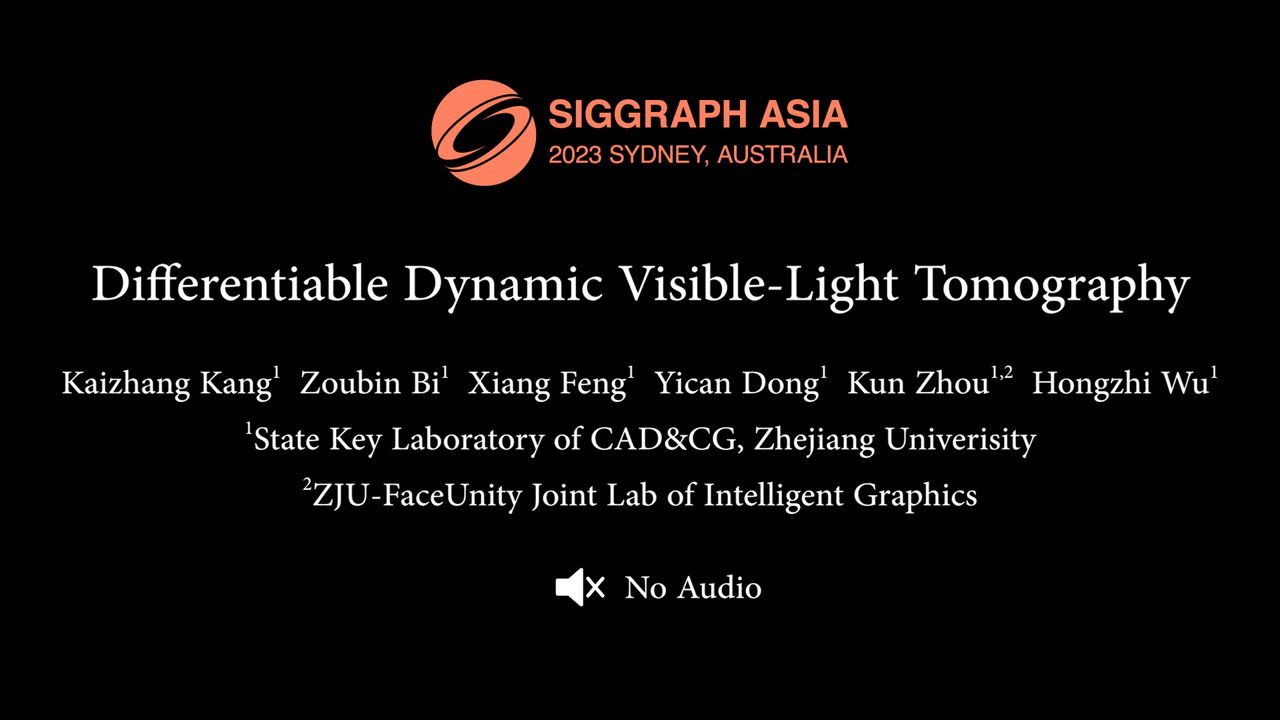 SIGGRAPH ASIA
2023 SYDNEY, AUSTRALIA
Differentiable Dynamic Visible-Light Tomography
Kaizhang Kang¹ Zoubin Bi¹ Xiang Feng¹ Yican Dong¹ Kun Zhou¹,² Hongzhi Wu¹
¹State Key Laboratory of CAD&CG, Zhejiang Univerisity
²ZJU-FaceUnity Joint Lab of Intelligent Graphics
No Audio